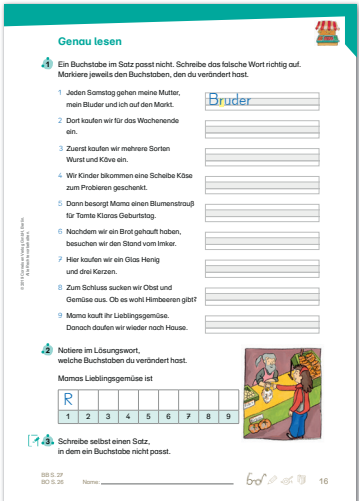 Genau lesen
1 Ein Buchstabe im Satz passt nicht. Schreibe das falsche Wort richtig auf.
Markiere jeweils den Buchstaben, den du verändert hast.
1 Jeden Samstag gehen meine Mutter,
mein Bluder und ich auf den Markt.
Bruder
2 Dort kaufen wir für das Wochenende
ein.
3 Zuerst kaufen wir mehrere Sorten
Wurst und Käve ein.
4 Wir Kinder bikommen eine Scheibe Käse
zum Probieren geschenkt.
5 Dann besorgt Mama einen Blumenstrauß
für Tamte Klaras Geburtstag.
6 Nachdem wir ein Brot gehauft haben,
besuchen wir den Stand vom Imker.
7 Hier kaufen wir ein Glas Henig
und drei Kerzen.
8 Zum Schluss sucken wir Obst und
Gemüse aus. Ob es wohl Himbeeren gibt?
9 Mama kauft ihr Lieblingsgemüse.
Danach daufen wir wieder nach Hause.
2 Notiere im Lösungswort,
welche Buchstaben du verändert hast.
Mamas Lieblingsgemüse ist
R
1 2 3 4 5 6 7 8 9
3 Schreibe selbst einen Satz,
in dem ein Buchstabe nicht passt.
BB S. 27
BO S. 26
Name:
16